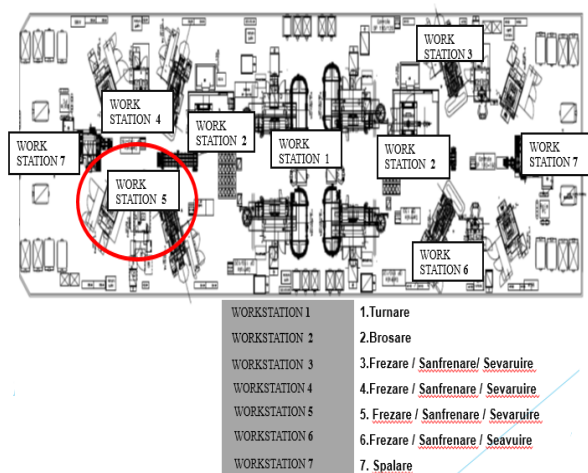 WORK
STATION 3
WORK
STATION 4
WORK
STATION 2
WORK
STATION 7
WORK
STATION 1
WORK
STATION 2
WORK
STATION 7
WORK
STATION 5
WORK
STATION 6
WORKSTATION 1 1.Turnare
WORKSTATION 2 2.Brosare
WORKSTATION 3 3.Frezare / Sanfrenare/ Sevaruire
WORKSTATION 4 4.Frezare / Sanfrenare / Sevaruire
WORKSTATION 5 5. Frezare / Sanfrenare / Sevaruire
WORKSTATION 6 6.Frezare / Sanfrenare / Seavuire
WORKSTATION 7 7. Spalare